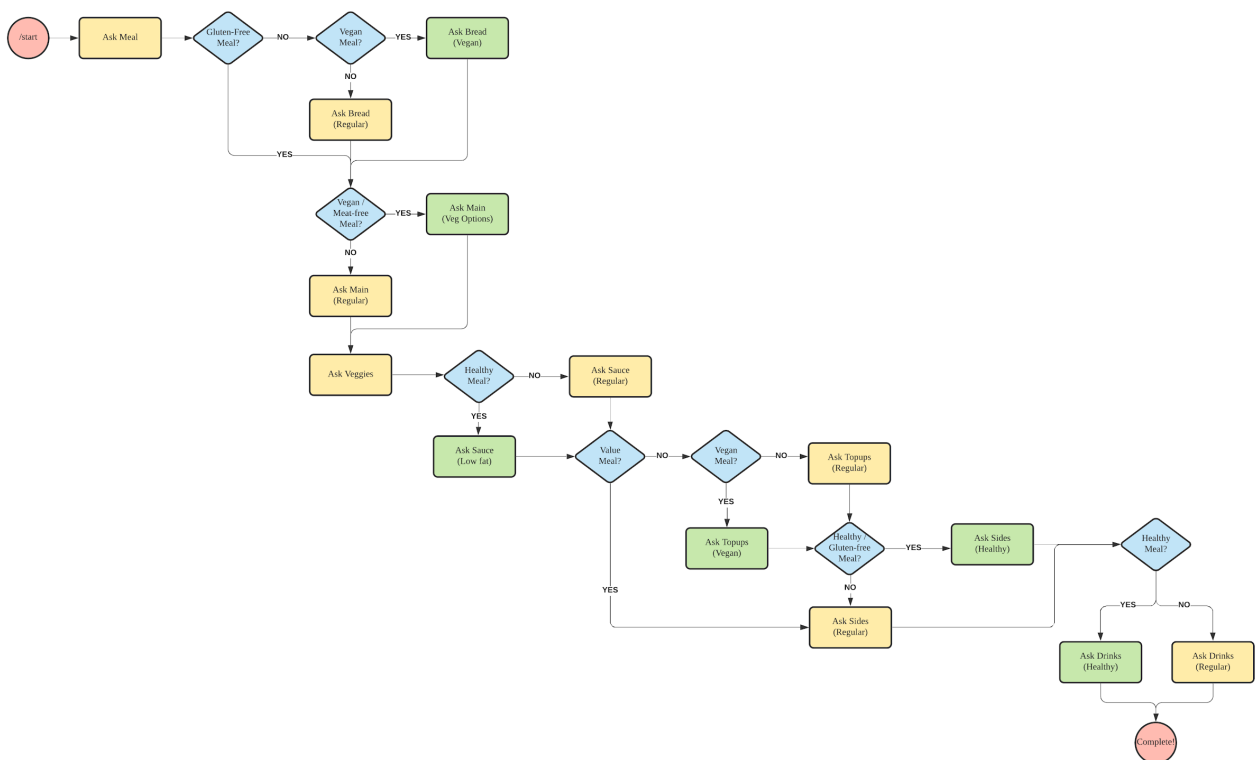 /start
Ask Meal
Gluten-Free
Meal?
NO
Vegan
Meal?
YES
Ask Bread
(Vegan)
NO
Ask Bread
(Regular)
YES
Vegan /
Meat-free
Meal?
YES
Ask Main
(Veg Options)
NO
Ask Main
(Regular)
Ask Veggies
Healthy
Meal?
NO
Ask Sauce
(Regular)
YES
Ask Sauce
(Low fat)
Value
Meal?
NO
Vegan
Meal?
NO
Ask Topups
(Regular)
YES
Ask Topups
(Vegan)
Healthy /
Gluten-free
Meal?
YES
Ask Sides
(Healthy)
Healthy
Meal?
NO
YES
Ask Sides
(Regular)
YES
NO
Ask Drinks
(Healthy)
Ask Drinks
(Regular)
Complete!